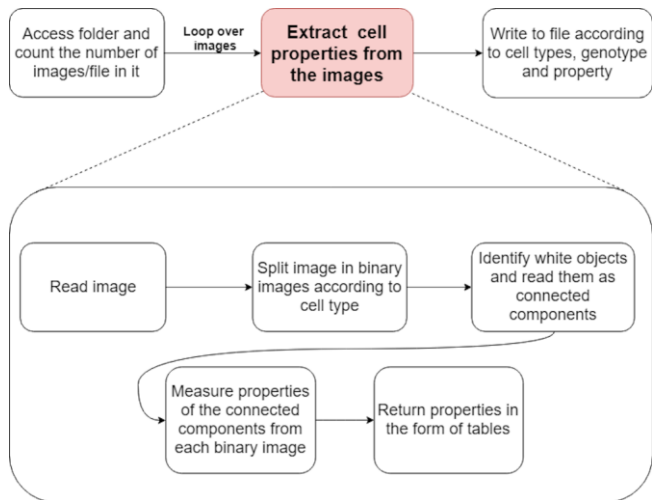 Access folder and
count the number of
images/file in it
Loop over
images
Extract cell
properties from
the images
Write to file according
to cell types, genotype
and property
Read image
Split image in binary
images according to
cell type
Identify white objects
and read them as
connected
components
Measure properties
of the connected
components from
each binary image
Return properties in
the form of tables